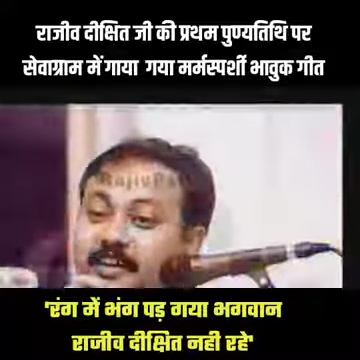 राजीव दीक्षित जी की प्रथम पुण्यतिथि पर
सेवाग्राम में गाया गया मर्मस्पर्शी भावुक गीत
'रंग में भंग पड़ गया भगवान
राजीव दीक्षित नही रहे'